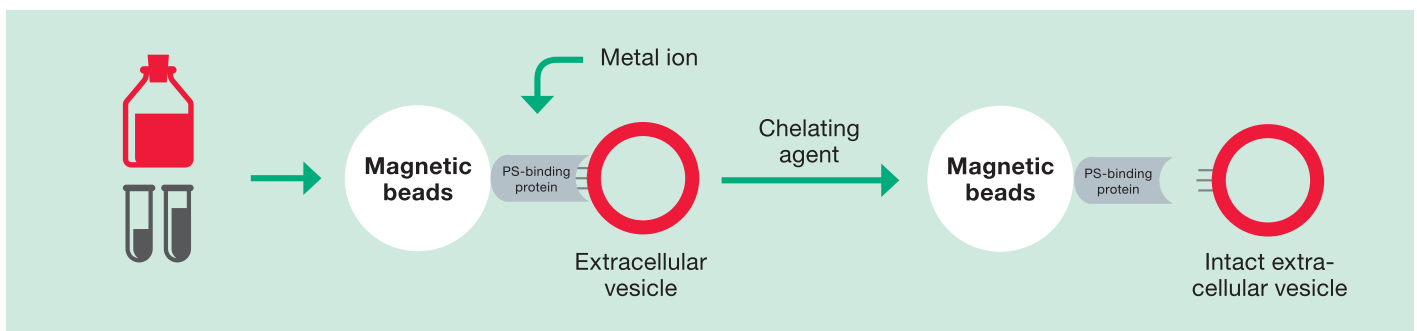 Metal ion
Magnetic
beads
PS-binding
protein
Extracellular
vesicle
Chelating
agent
Magnetic
beads
PS-binding
protein
Intact extra-
cellular vesicle